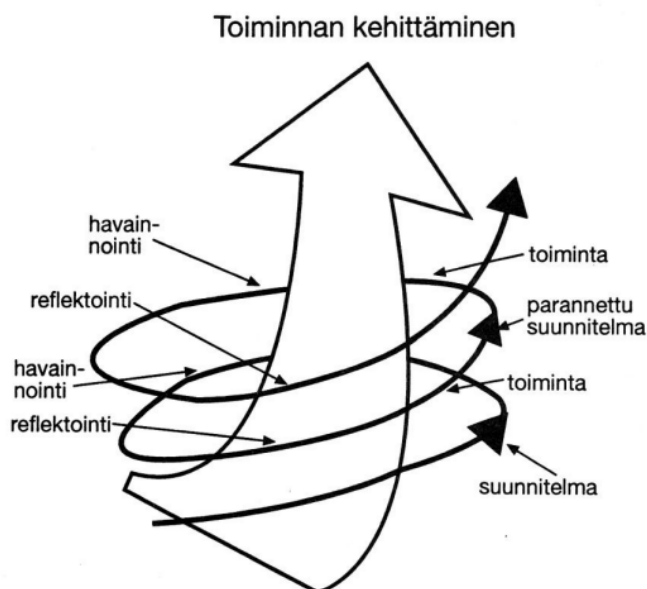 Toiminnan kehittäminen
havain-
nointi
toiminta
reflektointi
parannettu
suunnitelma
havain-
nointi
toiminta
reflektointi
suunnitelma